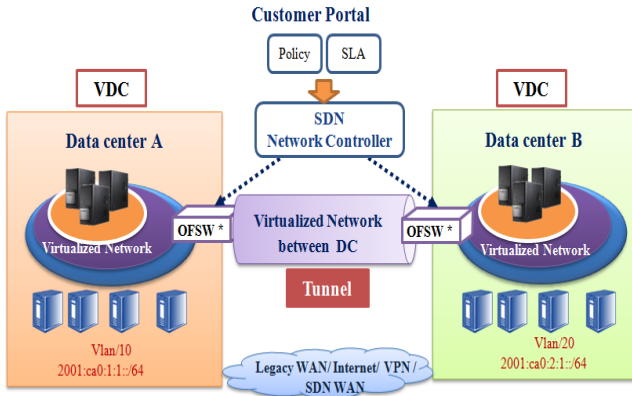 Customer Portal
Policy
SLA
VDC
VDC
SDN
Network Controller
Data center A
Data center B
OFSW *
Virtualized Network
between DC
OFSW *
Virtualized Network
Virtualized Network
Tunnel
Vlan/10
2001:ca0:1:1::/64
Vlan/20
2001:ca0:2:1::/64
Legacy WAN/ Internet/ VPN /
SDN WAN